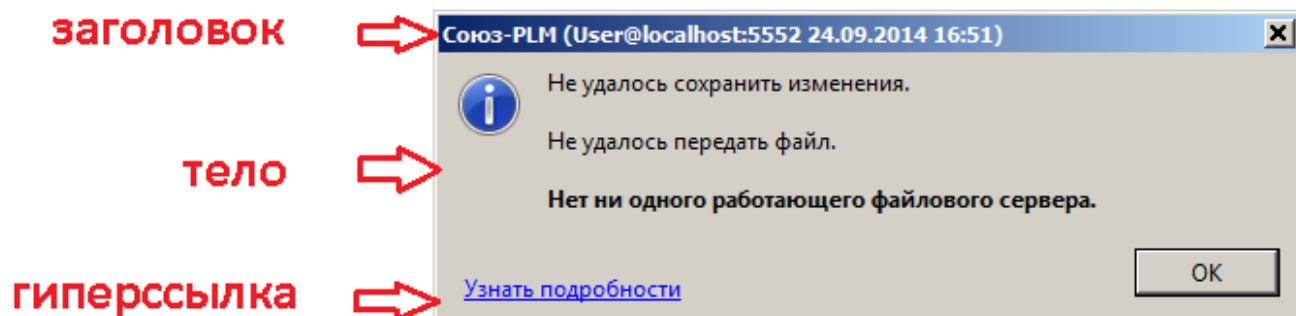 заголовок
Союз-PLM (User@localhost:5552 24.09.2014 16:51)
Не удалось сохранить изменения.
Не удалось передать файл.
тело
Нет ни одного работающего файлового сервера.
OK
гиперссылка
Узнать подробности